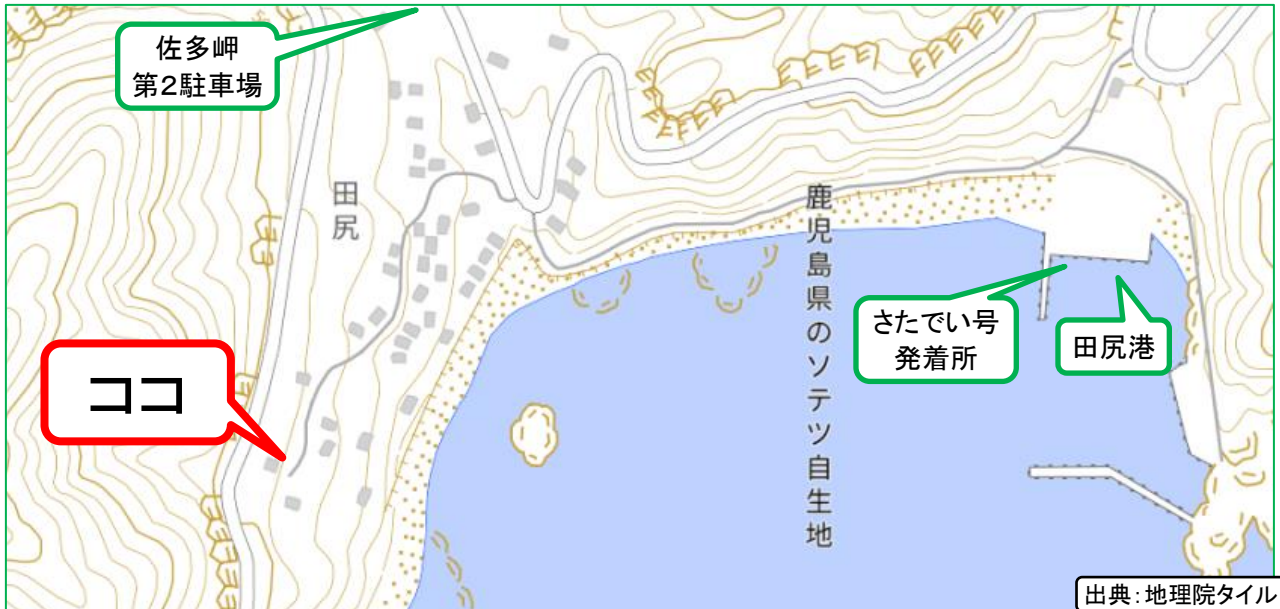 佐多岬
第2駐車場
田尻
鹿児島県のソテツ自生地
さたでい号
発着所
田尻港
ココ
出典:地理院タイル